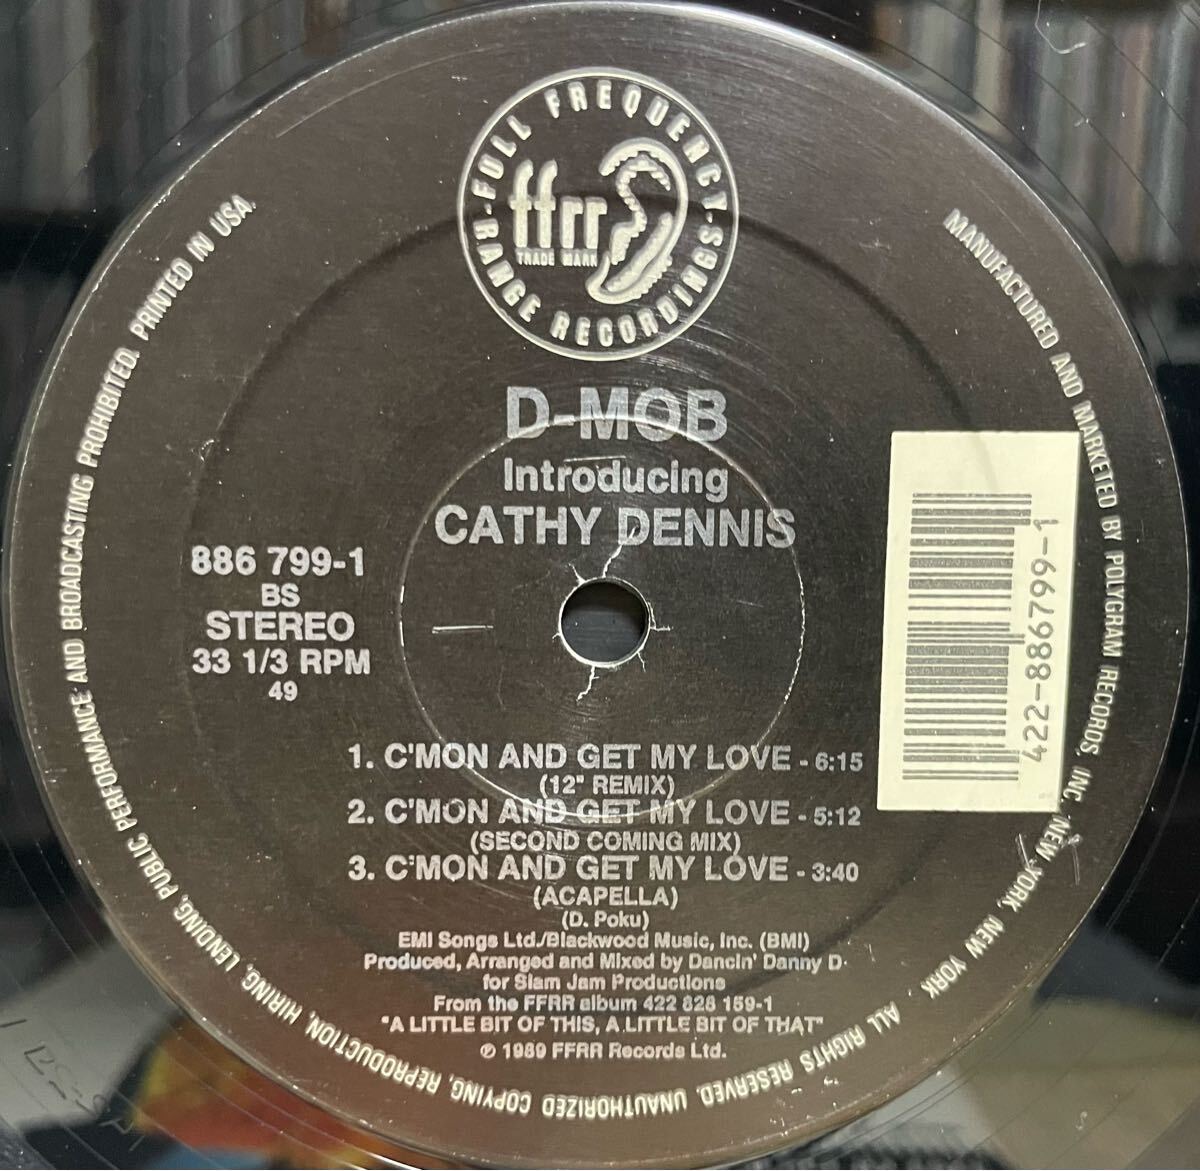 FULL FREQUENCY
-RANGE RECORDINGS-
ffrr
TRADE MARK
D-MOB
Introducing
CATHY DENNIS
886 799-1
BS
STEREO
33 1/3 RPM
49
422-886799-1
1. C'MON AND GET MY LOVE - 6:15
(12" REMIX)
2. C'MON AND GET MY LOVE - 5:12
(SECOND COMING MIX)
3. C'MON AND GET MY LOVE - 3:40
(ACAPELLA)
(D. Poku)
EMI Songs Ltd./Blackwood Music, Inc. (BMI)
Produced, Arranged and Mixed by Dancin' Danny D.
for Slam Jam Productions
From the FFRR album 422 828 159-1
"A LITTLE BIT OF THIS, A LITTLE BIT OF THAT"
℗ 1989 FFRR Records Ltd.
MANUFACTURED AND MARKETED BY POLYGRAM RECORDS, INC. NEW YORK, NEW YORK. ALL RIGHTS RESERVED. UNAUTHORIZED COPYING, REPRODUCTION, HIRING, LENDING, PUBLIC PERFORMANCE AND BROADCASTING PROHIBITED. PRINTED IN USA.